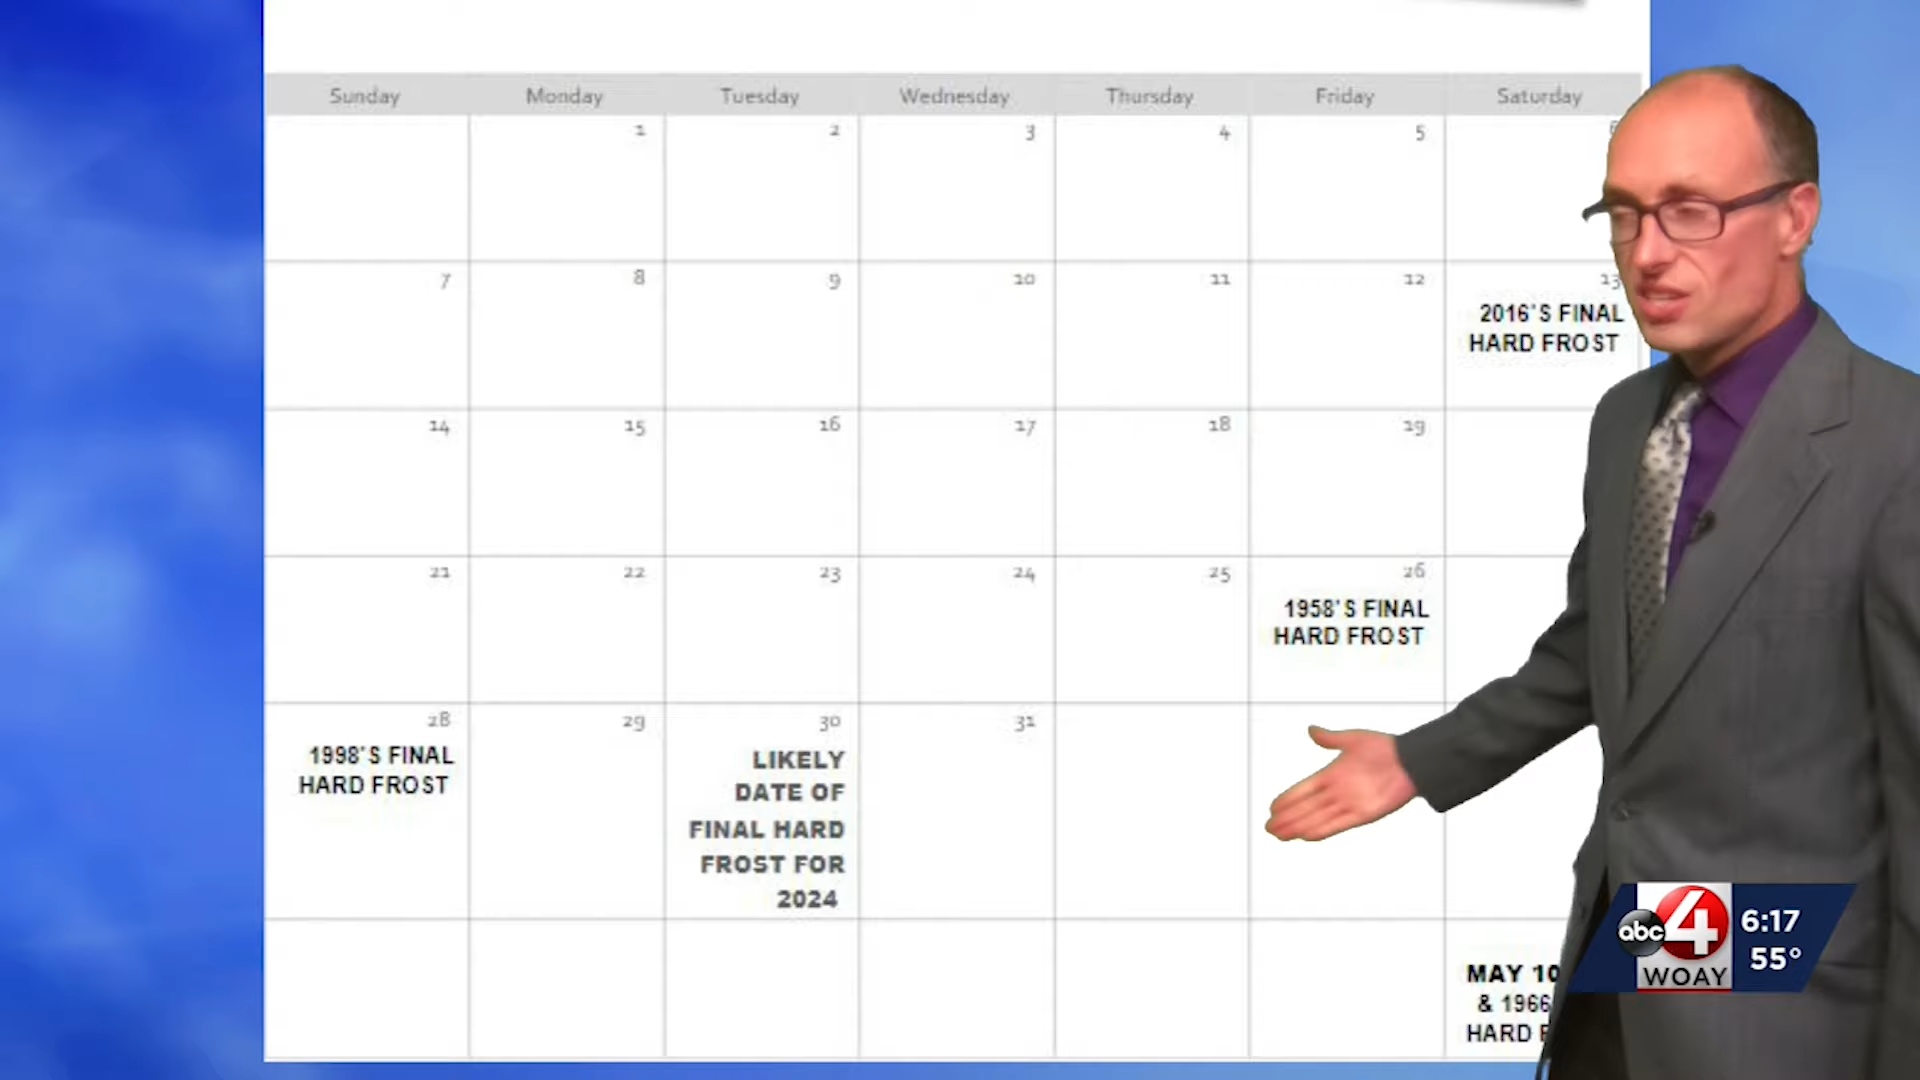 Sunday Monday Tuesday Wednesday Thursday Friday Saturday
1 2 3 4 5
7 8 9 10 11 12 13
2016'S FINAL
HARD FROST
14 15 16 17 18 19
21 22 23 24 25 26
1958'S FINAL
HARD FROST
28 29 30 31
1998'S FINAL
HARD FROST
LIKELY
DATE OF
FINAL HARD
FROST FOR
2024
MAY 10
& 1966
HARD
abc 4
WOAY
6:17
55°